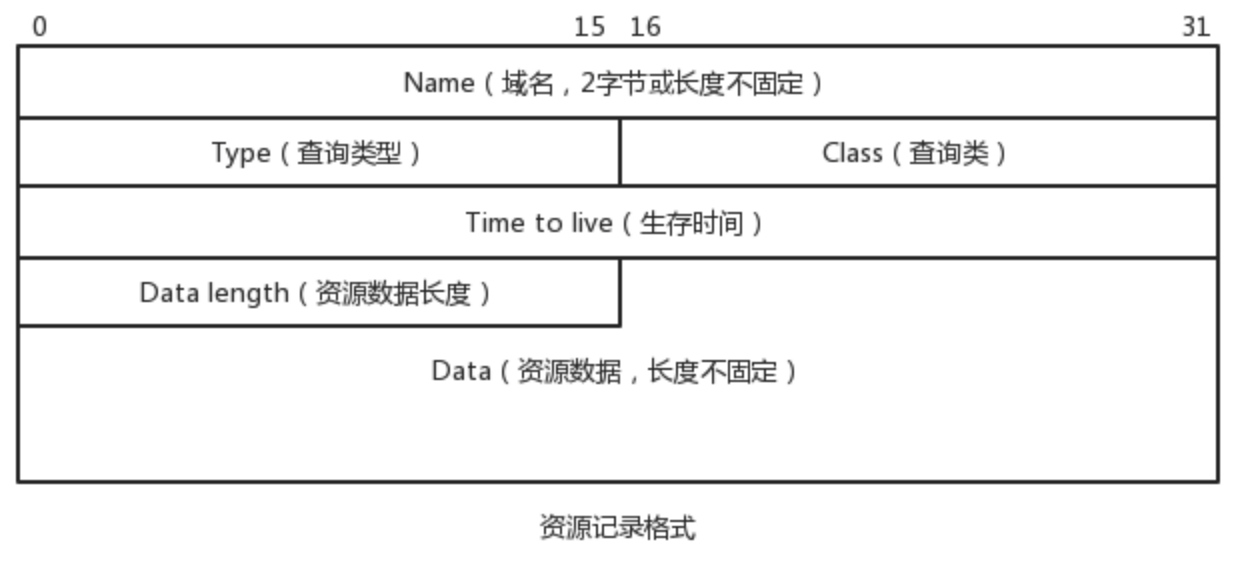 0 15 16 31
Name（域名，2字节或长度不固定）
Type（查询类型） Class（查询类）
Time to live（生存时间）
Data length（资源数据长度）
Data（资源数据，长度不固定）
资源记录格式